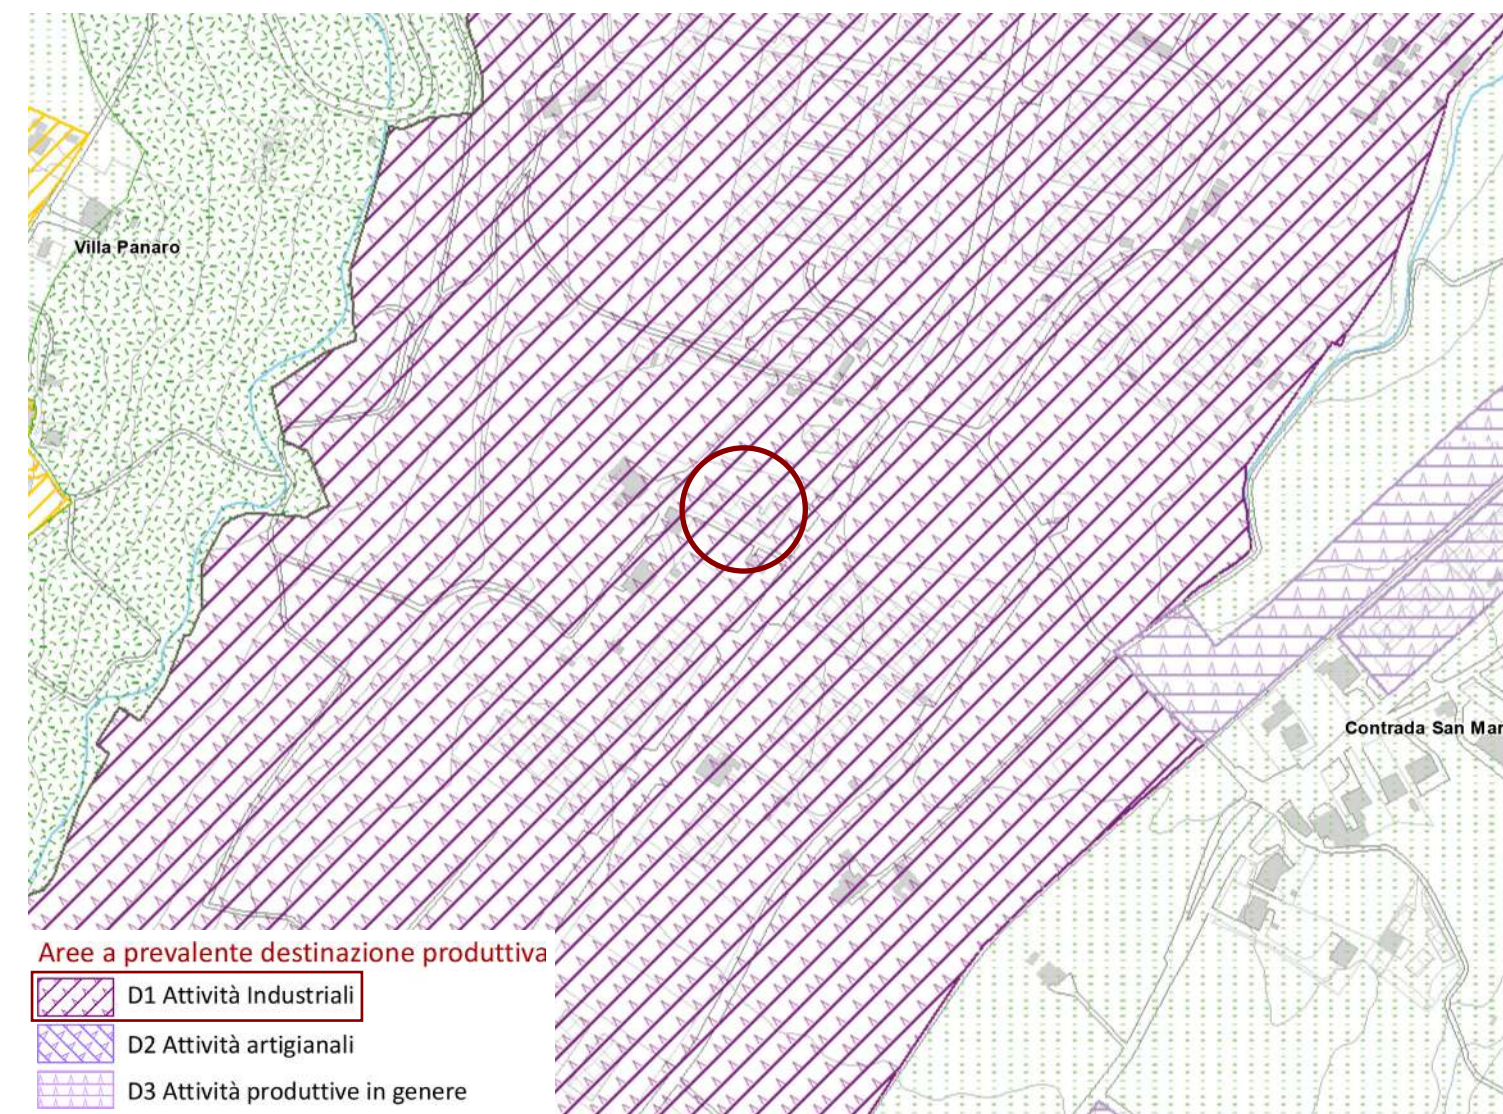 Villa Panaro
Contrada San Mar
Aree a prevalente destinazione produttiva
D1 Attività Industriali
D2 Attività artigianali
D3 Attività produttive in genere